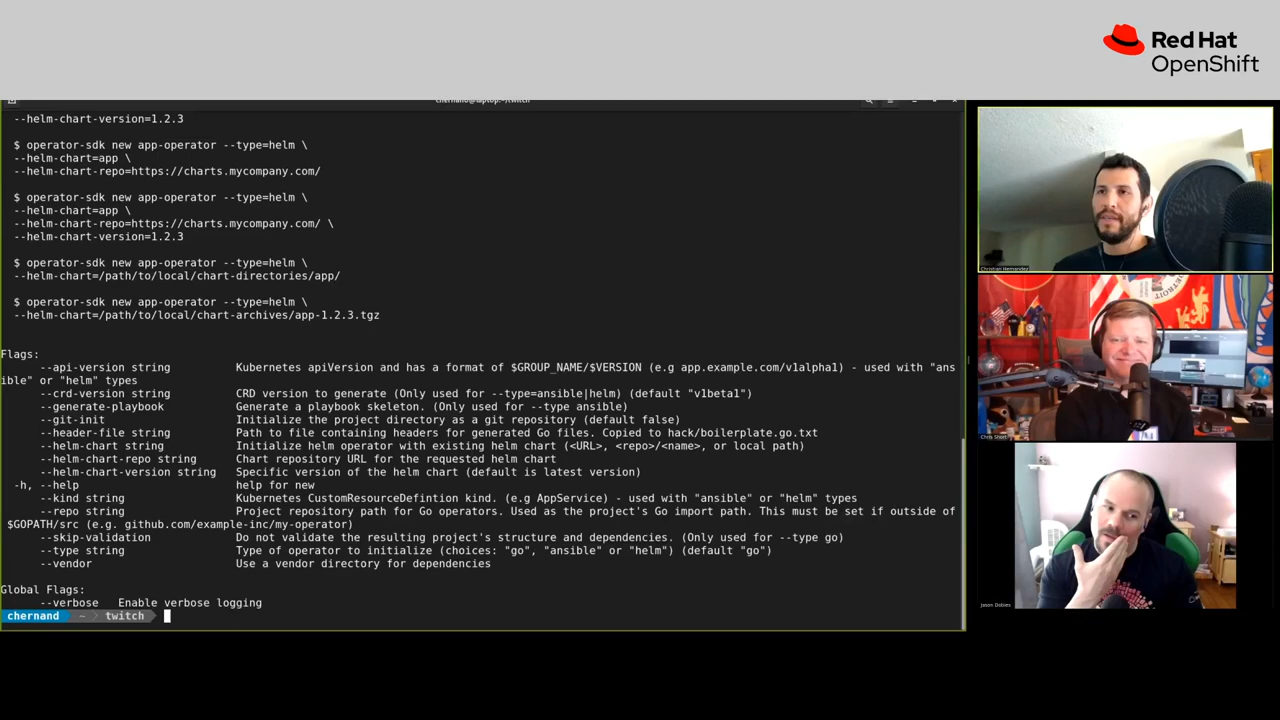 Red Hat
OpenShift
chernand@laptop:~/twitch
--helm-chart-version=1.2.3
$ operator-sdk new app-operator --type=helm \
--helm-chart=app \
--helm-chart-repo=https://charts.mycompany.com/
$ operator-sdk new app-operator --type=helm \
--helm-chart=app \
--helm-chart-repo=https://charts.mycompany.com/ \
--helm-chart-version=1.2.3
$ operator-sdk new app-operator --type=helm \
--helm-chart=/path/to/local/chart-directories/app/
$ operator-sdk new app-operator --type=helm \
--helm-chart=/path/to/local/chart-archives/app-1.2.3.tgz
Flags:
--api-version string Kubernetes apiVersion and has a format of $GROUP_NAME/$VERSION (e.g app.example.com/v1alpha1) - used with "ans
ible" or "helm" types
--crd-version string CRD version to generate (Only used for --type=ansible|helm) (default "v1beta1")
--generate-playbook Generate a playbook skeleton. (Only used for --type ansible)
--git-init Initialize the project directory as a git repository (default false)
--header-file string Path to file containing headers for generated Go files. Copied to hack/boilerplate.go.txt
--helm-chart string Initialize helm operator with existing helm chart (<URL>, <repo>/<name>, or local path)
--helm-chart-repo string Chart repository URL for the requested helm chart
--helm-chart-version string Specific version of the helm chart (default is latest version)
-h, --help help for new
--kind string Kubernetes CustomResourceDefintion kind. (e.g AppService) - used with "ansible" or "helm" types
--repo string Project repository path for Go operators. Used as the project's Go import path. This must be set if outside of
$GOPATH/src (e.g. github.com/example-inc/my-operator)
--skip-validation Do not validate the resulting project's structure and dependencies. (Only used for --type go)
--type string Type of operator to initialize (choices: "go", "ansible" or "helm") (default "go")
--vendor Use a vendor directory for dependencies
Global Flags:
--verbose Enable verbose logging
chernand ~ twitch
Christian Hernandez
DETROIT
Chris Short
Jason Dobies